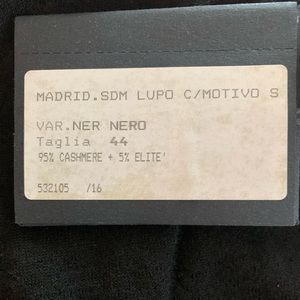 MADRID.SDM LUPO C/MOTIVO S
VAR.NER NERO
Taglia 44
95% CASHMERE + 5% ELITE'
532105 /16